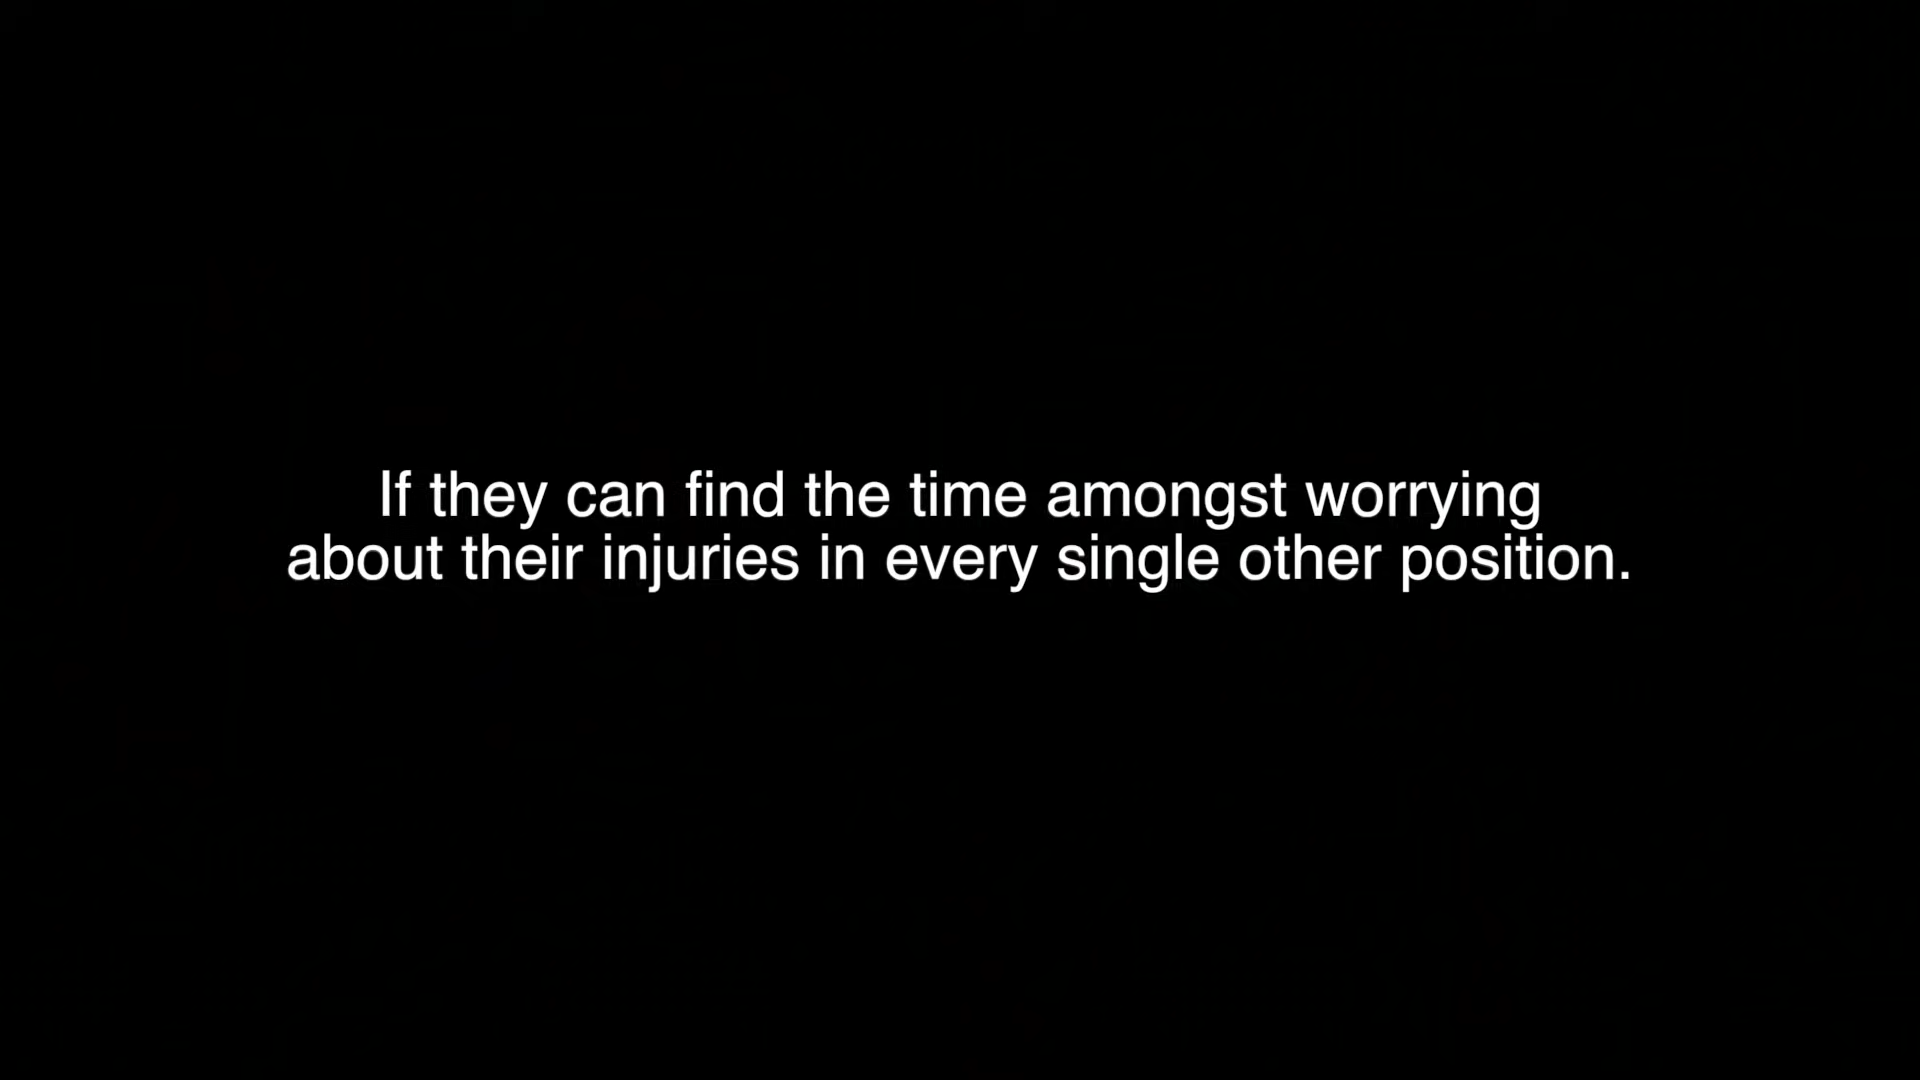 If they can find the time amongst worrying
about their injuries in every single other position.